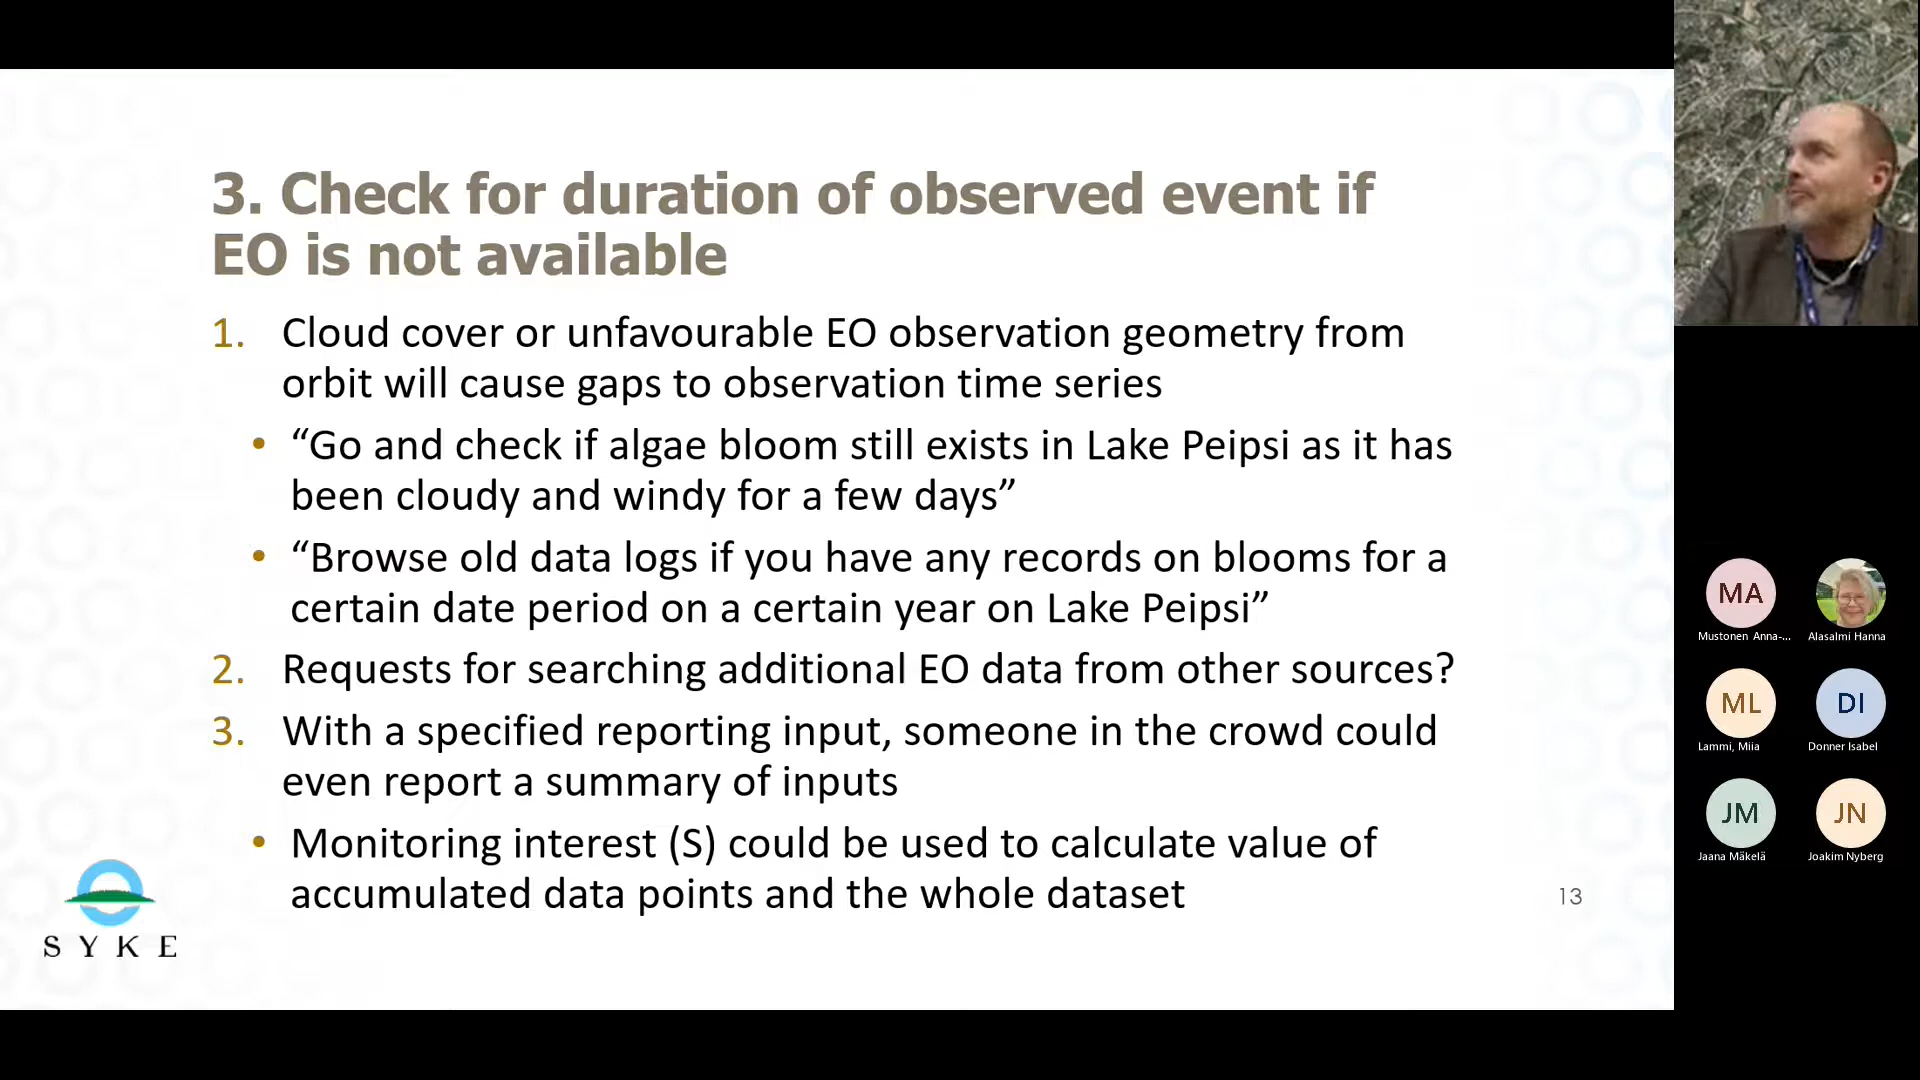 3. Check for duration of observed event if
EO is not available
1. Cloud cover or unfavourable EO observation geometry from
orbit will cause gaps to observation time series
• “Go and check if algae bloom still exists in Lake Peipsi as it has
been cloudy and windy for a few days”
• “Browse old data logs if you have any records on blooms for a
certain date period on a certain year on Lake Peipsi”
2. Requests for searching additional EO data from other sources?
3. With a specified reporting input, someone in the crowd could
even report a summary of inputs
• Monitoring interest (S) could be used to calculate value of
accumulated data points and the whole dataset
13
SYKE
MA
Mustonen Anna-...
Alasalmi Hanna
ML
Lammi, Miia
DI
Donner Isabel
JM
Jaana Mäkelä
JN
Joakim Nyberg